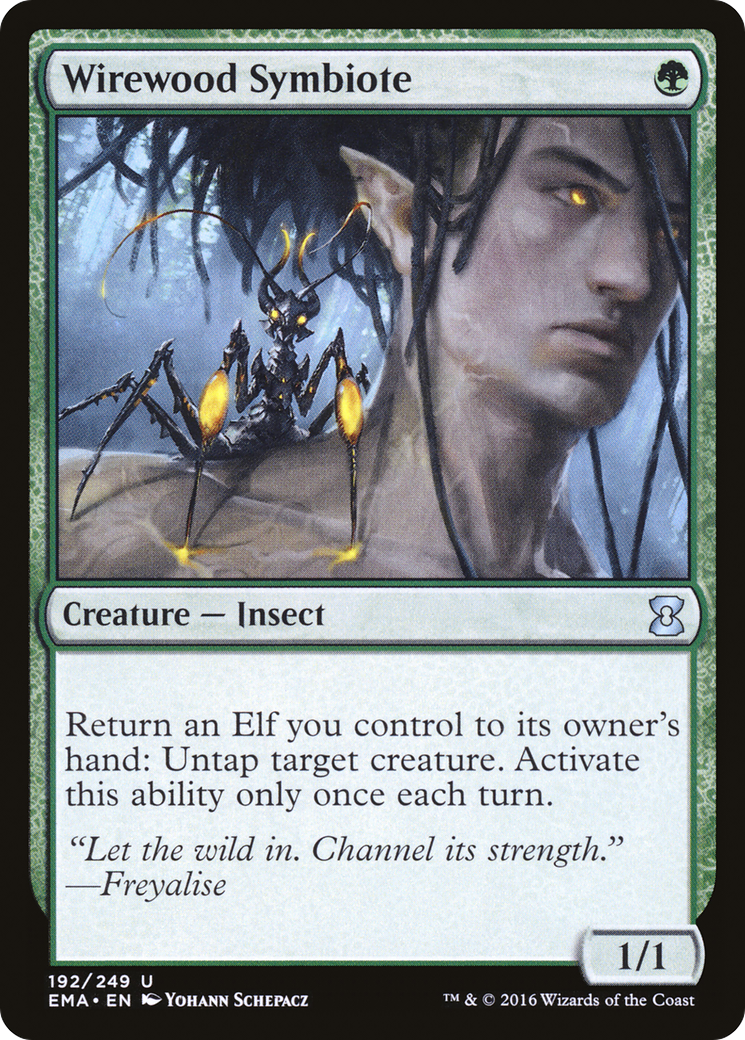 Wirewood Symbiote
Creature — Insect
Return an Elf you control to its owner's
hand: Untap target creature. Activate
this ability only once each turn.
"Let the wild in. Channel its strength."
—Freyalise
1/1
192/249 U
EMA • EN Yohann Schepacz
™ & © 2016 Wizards of the Coast